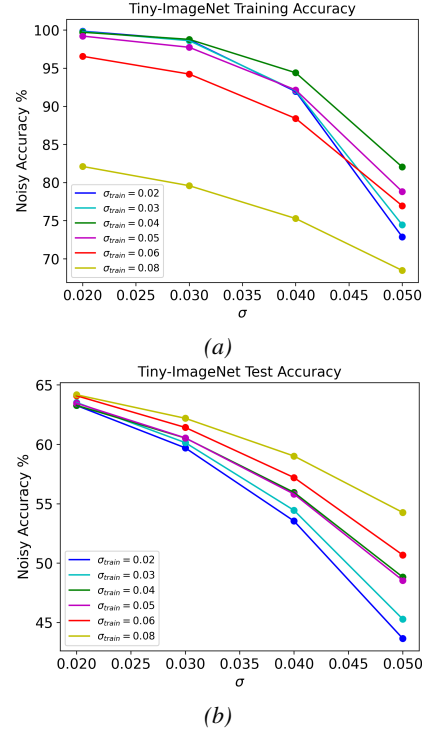 Tiny-ImageNet Training Accuracy
100
95
90
85
80
75
70
Noisy Accuracy %
σtrain = 0.02
σtrain = 0.03
σtrain = 0.04
σtrain = 0.05
σtrain = 0.06
σtrain = 0.08
0.020 0.025 0.030 0.035 0.040 0.045 0.050
σ
(a)
Tiny-ImageNet Test Accuracy
65
60
55
50
45
Noisy Accuracy %
σtrain = 0.02
σtrain = 0.03
σtrain = 0.04
σtrain = 0.05
σtrain = 0.06
σtrain = 0.08
0.020 0.025 0.030 0.035 0.040 0.045 0.050
σ
(b)